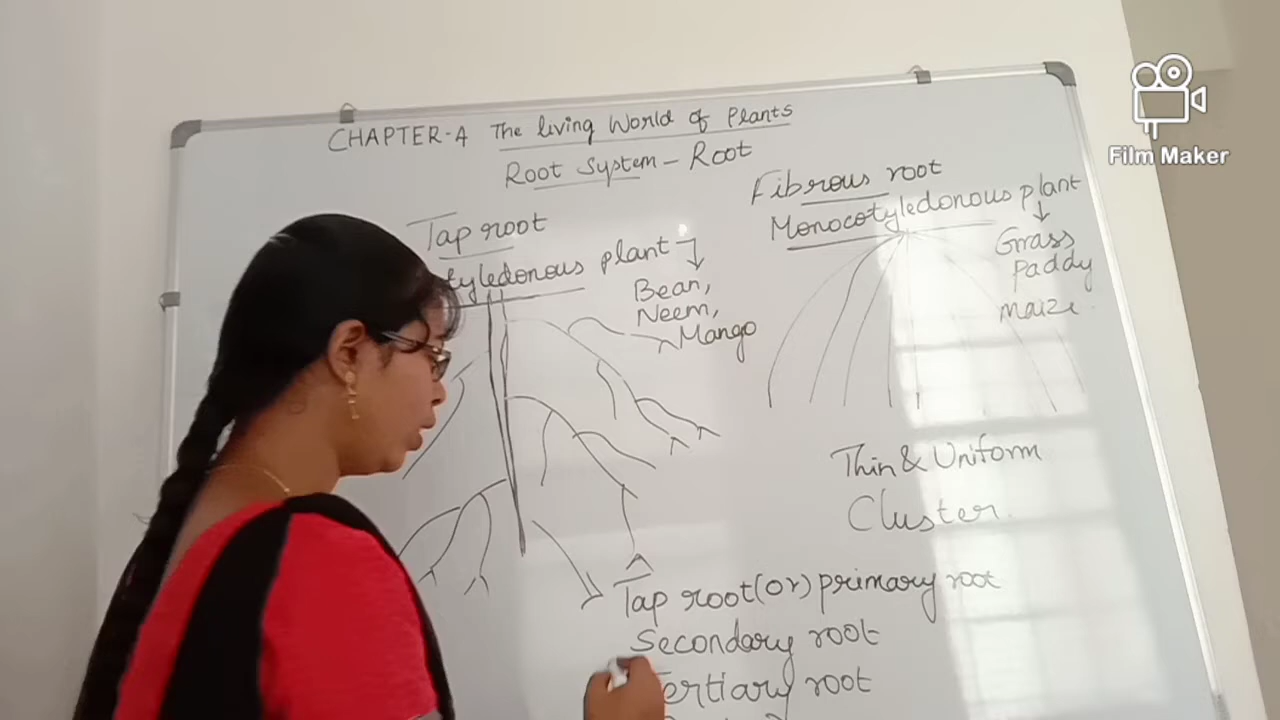 CHAPTER-4 The living World of Plants
Root System - Root
Tap root
tyledonous plant
Bean,
Neem,
Mango
Fibrous root
Monocotyledonous plant
Grass
Paddy
maize
Thin & Uniform
Cluster
Tap root (or) primary root
Secondary root
Tertiary root
Film Maker